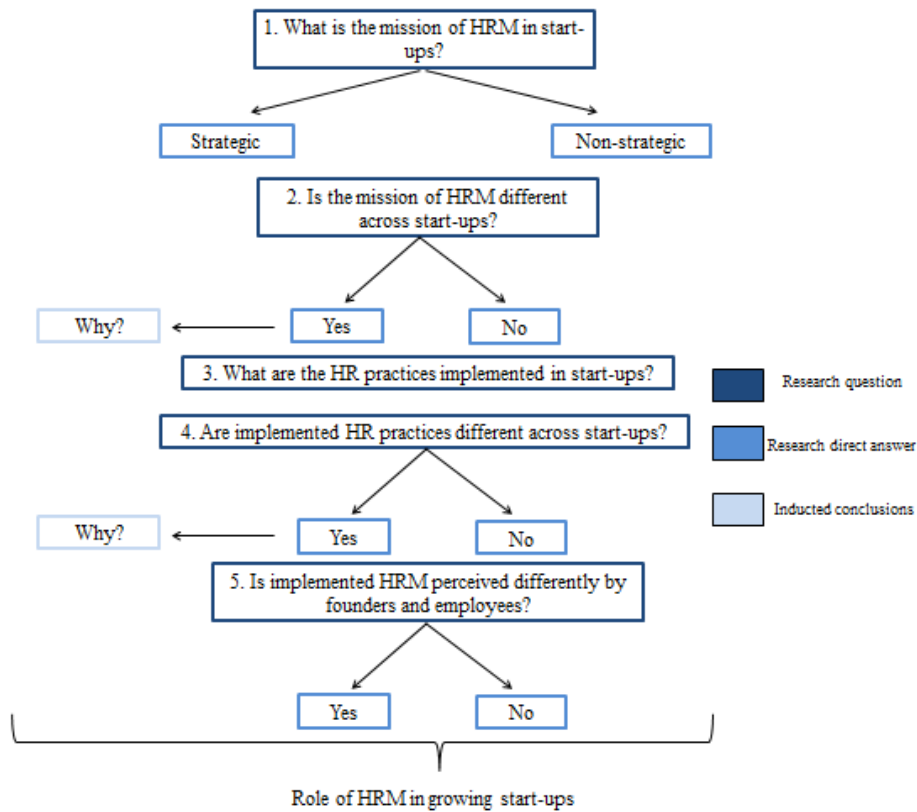 1. What is the mission of HRM in start-
ups?
Strategic
Non-strategic
2. Is the mission of HRM different
across start-ups?
Why?
Yes
No
3. What are the HR practices implemented in start-ups?
Research question
4. Are implemented HR practices different across start-ups?
Research direct answer
Inducted conclusions
Why?
Yes
No
5. Is implemented HRM perceived differently by
founders and employees?
Yes
No
Role of HRM in growing start-ups